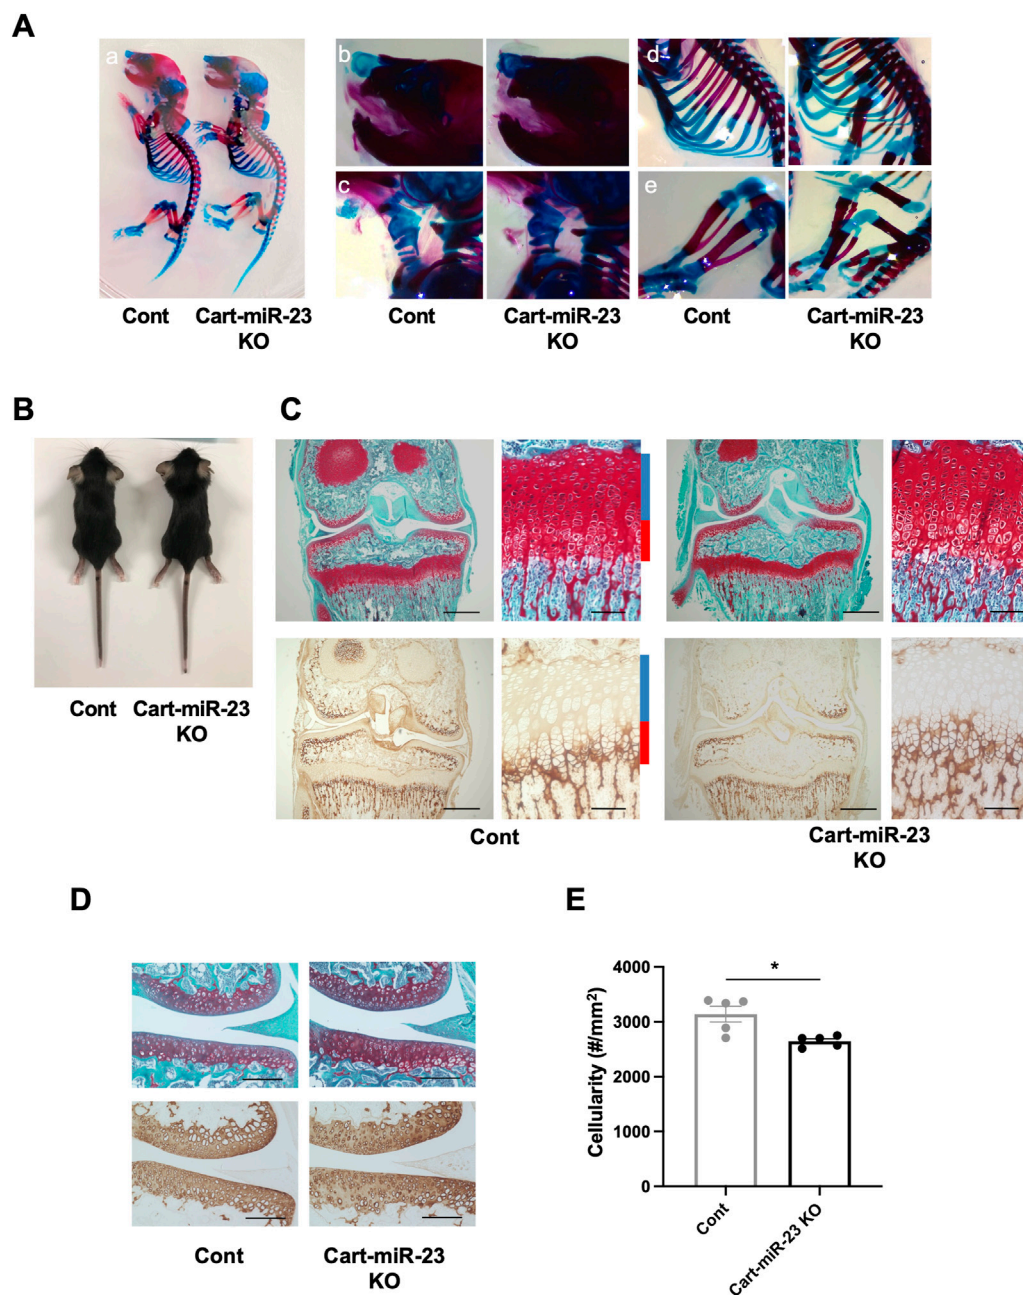 A
a
b
d
c
e
Cont
Cart-miR-23
KO
Cont
Cart-miR-23
KO
Cont
Cart-miR-23
KO
B
C
Cont
Cart-miR-23
KO
Cont
Cart-miR-23
KO
D
E
Cont
Cart-miR-23
KO
Cellularity (#/mm²)
4000
3000
2000
1000
0
*
Cont
Cart-miR-23 KO